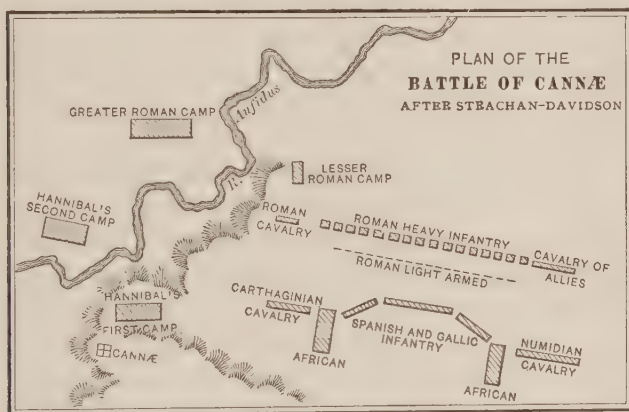 PLAN OF THE
BATTLE OF CANNÆ
AFTER STRACHAN-DAVIDSON
GREATER ROMAN CAMP
R. Aufidus
LESSER
ROMAN CAMP
HANNIBAL'S
SECOND CAMP
ROMAN
CAVALRY
ROMAN HEAVY INFANTRY
CAVALRY OF
ALLIES
ROMAN LIGHT ARMED
HANNIBAL'S
FIRST CAMP
CANNÆ
CARTHAGINIAN
CAVALRY
AFRICAN
SPANISH AND GALLIC
INFANTRY
AFRICAN
NUMIDIAN
CAVALRY